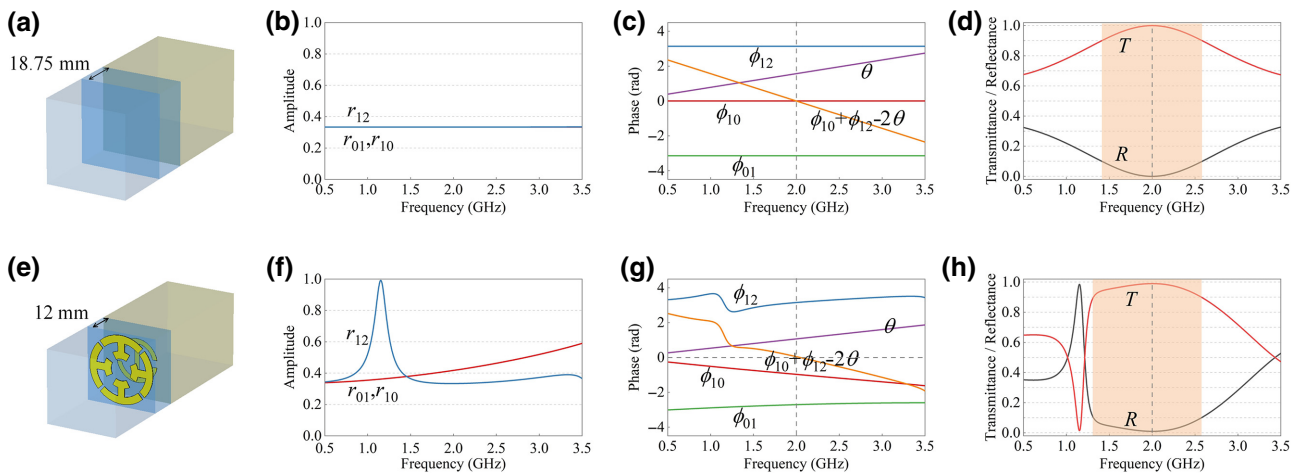 (a)
18.75 mm
(b)
1.0
0.8
0.6
0.4
0.2
0.0
Amplitude
r12
r01,r10
0.5 1.0 1.5 2.0 2.5 3.0 3.5
Frequency (GHz)
(c)
4
2
0
-2
-4
Phase (rad)
ϕ12
θ
ϕ10
ϕ10+ϕ12-2θ
ϕ01
0.5 1.0 1.5 2.0 2.5 3.0 3.5
Frequency (GHz)
(d)
1.0
0.8
0.6
0.4
0.2
0.0
Transmittance / Reflectance
T
R
0.5 1.0 1.5 2.0 2.5 3.0 3.5
Frequency (GHz)
(e)
12 mm
(f)
1.0
0.8
0.6
0.4
0.2
0.0
Amplitude
r12
r01,r10
0.5 1.0 1.5 2.0 2.5 3.0 3.5
Frequency (GHz)
(g)
4
2
0
-2
-4
Phase (rad)
ϕ12
θ
ϕ10+ϕ12-2θ
ϕ10
ϕ01
0.5 1.0 1.5 2.0 2.5 3.0 3.5
Frequency (GHz)
(h)
1.0
0.8
0.6
0.4
0.2
0.0
Transmittance / Reflectance
T
R
0.5 1.0 1.5 2.0 2.5 3.0 3.5
Frequency (GHz)